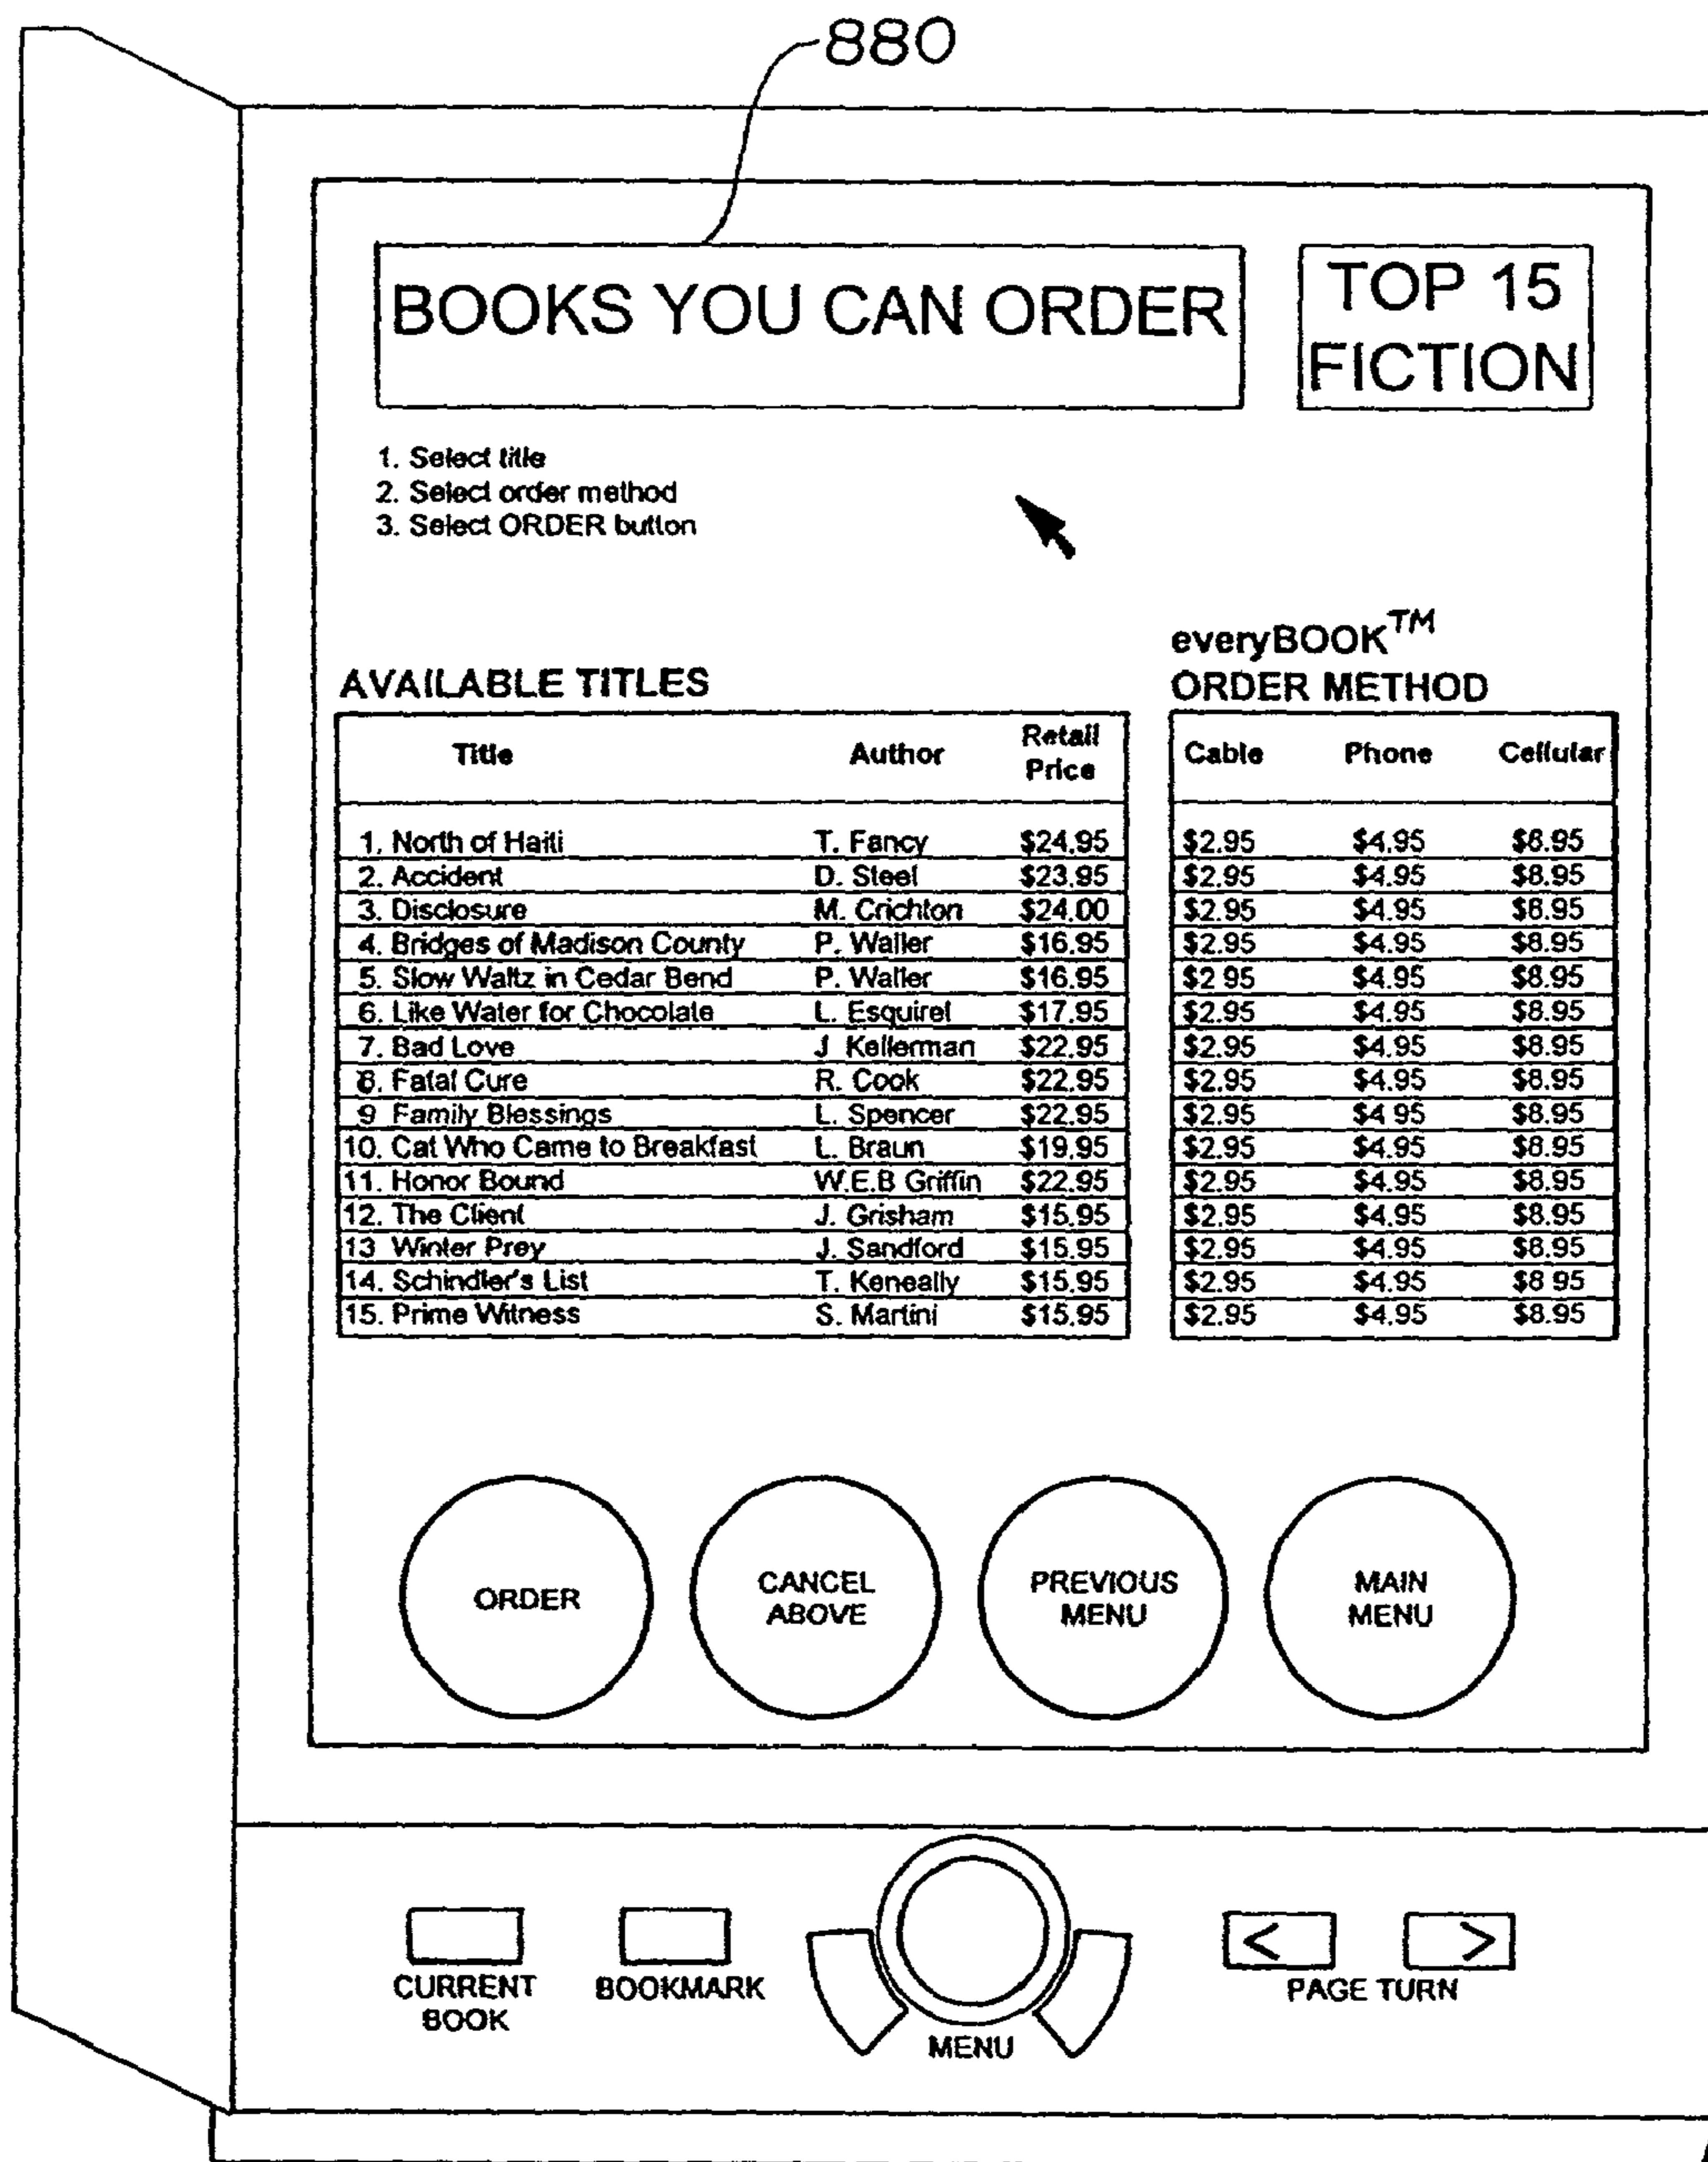 880
BOOKS YOU CAN ORDER
TOP 15
FICTION
1. Select title
2. Select order method
3. Select ORDER button
everyBOOK™
ORDER METHOD
AVAILABLE TITLES
Title Author Retail Price Cable Phone Cellular
1. North of Haiti T. Fancy $24.95 $2.95 $4.95
2. Accident D. Steel $23.95 $2.95 $4.95 $8.95
3. Disclosure M. Crichton $24.00 $2.95 $4.95
4. Bridges of Madison County P. Waller $16.95 $2.95 $4.95 $8.95
5. Slow Waltz in Cedar Bend P. Waller $16.95 $2 95 $4.95 $8.95
6. Like Water for Chocolate L. Esquirel $17.95 $2.95 $4.95 $8.95
7. Bad Love J Kellerman $22.95 $2.95 $4.95 $8.95
8. Fatal Cure R. Cook $22.95 $2.95 $4.95 $8.95
9 Family Blessings L. Spencer $22.95 $2.95 $4 95 $8.95
10. Cat Who Came to Breakfast L. Braun $19.95 $2.95 $4.95 $8.95
11. Honor Bound W.E.B Griffin $22.95 $2.95 $4.95 $8.95
12. The Client J. Grisham $15.95 $2.95 $4.95 $8.95
13 Winter Prey J. Sandford $15.95 $2.95 $4.95
14. Schindler's List T. Keneally $15.95 $2.95 $4.95 $8 95
15. Prime Witness S. Martini $15.95 $2.95 $4.95 $8.95
ORDER
CANCEL
ABOVE
PREVIOUS
MENU
MAIN
MENU
CURRENT
BOOK
BOOKMARK
MENU
< >
PAGE TURN